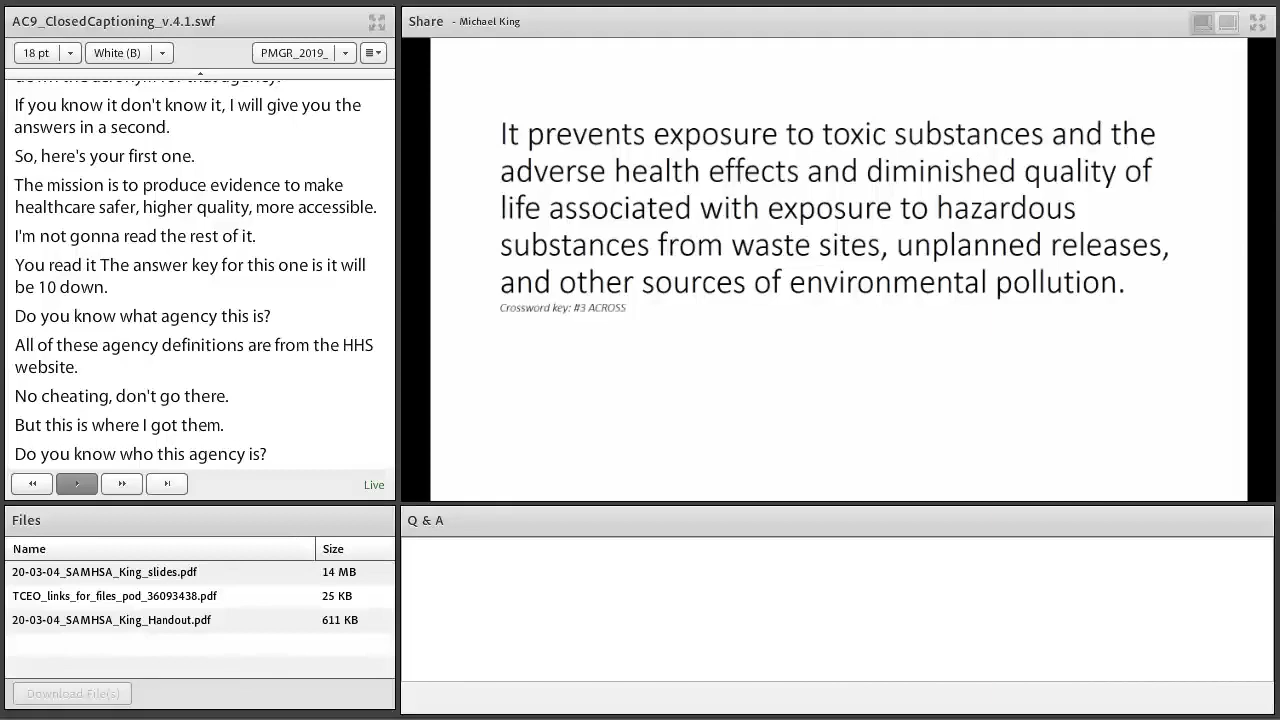 AC9_ClosedCaptioning_v.4.1.swf
18 pt
White (B)
PMGR_2019_
If you know it don't know it, I will give you the
answers in a second.
So, here's your first one.
The mission is to produce evidence to make
healthcare safer, higher quality, more accessible.
I'm not gonna read the rest of it.
You read it The answer key for this one is it will
be 10 down.
Do you know what agency this is?
All of these agency definitions are from the HHS
website.
No cheating, don't go there.
But this is where I got them.
Do you know who this agency is?
Live
Share - Michael King
It prevents exposure to toxic substances and the
adverse health effects and diminished quality of
life associated with exposure to hazardous
substances from waste sites, unplanned releases,
and other sources of environmental pollution.
Crossword key: #3 ACROSS
Files
Name Size
20-03-04_SAMHSA_King_slides.pdf 14 MB
TCEO_links_for_files_pod_36093438.pdf 25 KB
20-03-04_SAMHSA_King_Handout.pdf 611 KB
Download File(s)
Q & A